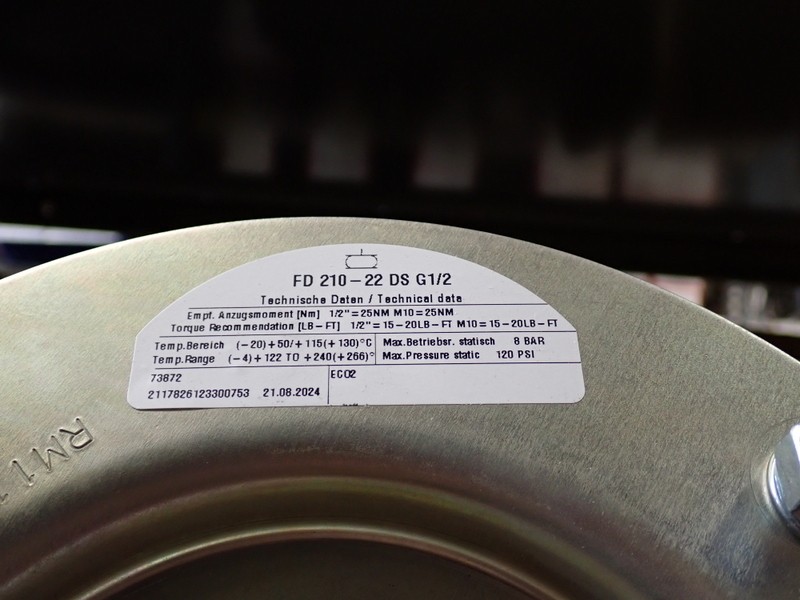 FD 210-22 DS G1/2
Technische Daten / Technical data
Empf. Anzugsmoment [Nm] 1/2"=25NM M10=25NM
Torque Recommendation [LB-FT] 1/2"=15-20LB-FT M10=15-20LB-FT
Temp.Bereich (-20)+50/+115(+130)°C Max.Betriebsr. statisch 8 BAR
Temp.Range (-4)+122 TO +240(+266)° Max.Pressure static 120 PSI
73872 ECO2
2117826123300753 21.08.2024
RM1